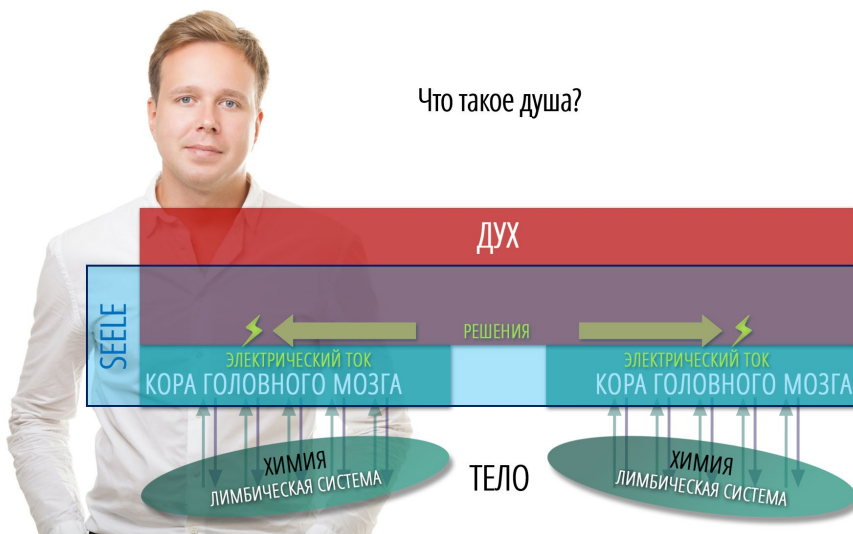 Что такое душа?
ДУХ
SEELE
РЕШЕНИЯ
ЭЛЕКТРИЧЕСКИЙ ТОК
КОРА ГОЛОВНОГО МОЗГА
ЭЛЕКТРИЧЕСКИЙ ТОК
КОРА ГОЛОВНОГО МОЗГА
ХИМИЯ
ЛИМБИЧЕСКАЯ СИСТЕМА
ТЕЛО
ХИМИЯ
ЛИМБИЧЕСКАЯ СИСТЕМА